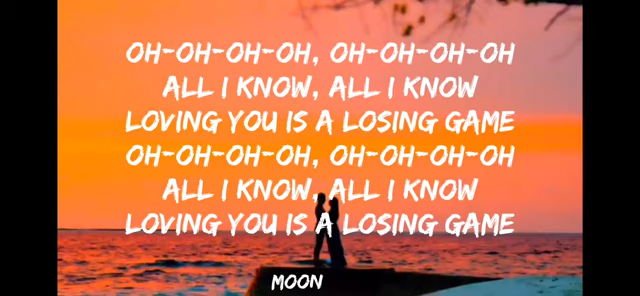 OH-OH-OH-OH, OH-OH-OH-OH
ALL I KNOW, ALL I KNOW
LOVING YOU IS A LOSING GAME
OH-OH-OH-OH, OH-OH-OH-OH
ALL I KNOW, ALL I KNOW
LOVING YOU IS A LOSING GAME
MOON